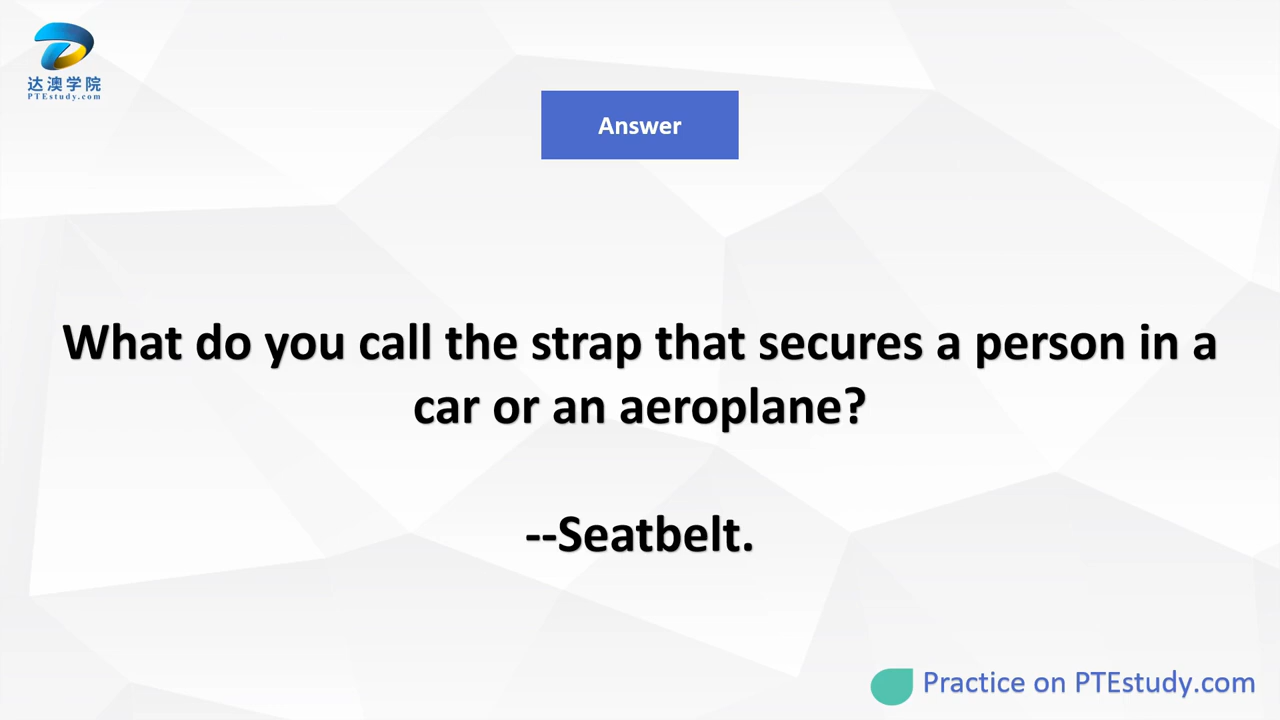 达澳学院
PTEstudy.com
Answer
What do you call the strap that secures a person in a
car or an aeroplane?
--Seatbelt.
Practice on PTEstudy.com